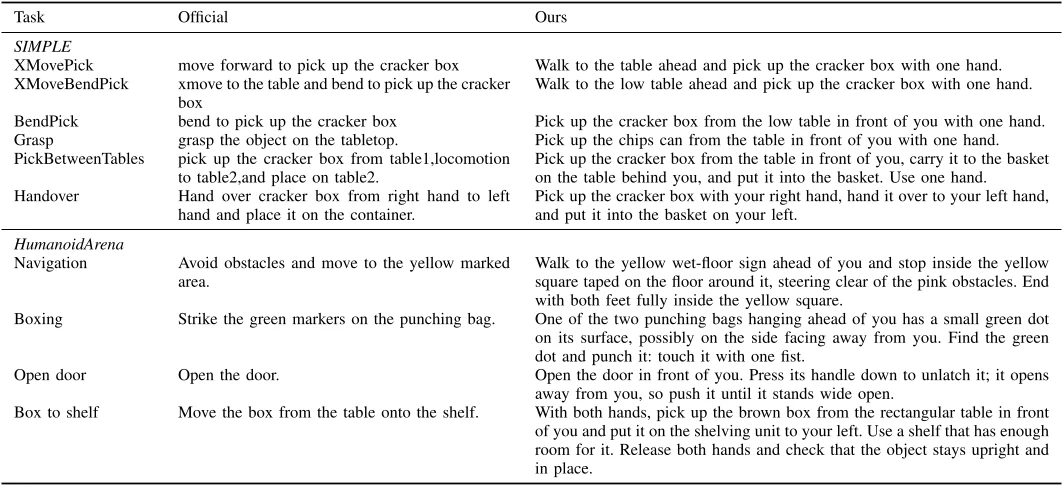 Task Official Ours
SIMPLE
XMovePick move forward to pick up the cracker box Walk to the table ahead and pick up the cracker box with one hand.
XMoveBendPick xmove to the table and bend to pick up the cracker Walk to the low table ahead and pick up the cracker box with one hand.
box
BendPick bend to pick up the cracker box Pick up the cracker box from the low table in front of you with one hand.
Grasp grasp the object on the tabletop. Pick up the chips can from the table in front of you with one hand.
PickBetweenTables pick up the cracker box from table1,locomotion Pick up the cracker box from the table in front of you, carry it to the basket
to table2,and place on table2. on the table behind you, and put it into the basket. Use one hand.
Handover Hand over cracker box from right hand to left Pick up the cracker box with your right hand, hand it over to your left hand,
hand and place it on the container. and put it into the basket on your left.
HumanoidArena
Navigation Avoid obstacles and move to the yellow marked Walk to the yellow wet-floor sign ahead of you and stop inside the yellow
area. square taped on the floor around it, steering clear of the pink obstacles. End
with both feet fully inside the yellow square.
Boxing Strike the green markers on the punching bag. One of the two punching bags hanging ahead of you has a small green dot
on its surface, possibly on the side facing away from you. Find the green
dot and punch it: touch it with one fist.
Open door Open the door. Open the door in front of you. Press its handle down to unlatch it; it opens
away from you, so push it until it stands wide open.
Box to shelf Move the box from the table onto the shelf. With both hands, pick up the brown box from the rectangular table in front
of you and put it on the shelving unit to your left. Use a shelf that has enough
room for it. Release both hands and check that the object stays upright and
in place.